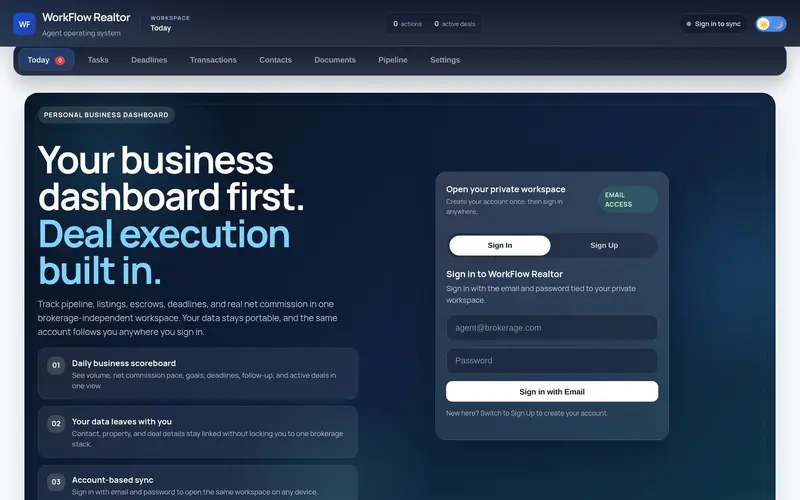 WF
WorkFlow Realtor
Agent operating system
WORKSPACE
Today
0 actions
0 active deals
Sign in to sync
Today 0
Tasks
Deadlines
Transactions
Contacts
Documents
Pipeline
Settings
PERSONAL BUSINESS DASHBOARD
Your business
dashboard first.
Deal execution
built in.
Track pipeline, listings, escrows, deadlines, and real net commission in one
brokerage-independent workspace. Your data stays portable, and the same
account follows you anywhere you sign in.
01
Daily business scoreboard
See volume, net commission pace, goals, deadlines, follow-up, and active deals in
one view.
02
Your data leaves with you
Contact, property, and deal details stay linked without locking you to one brokerage
stack.
03
Account-based sync
Sign in with email and password to open the same workspace on any device.
Open your private workspace
Create your account once, then sign in
anywhere.
EMAIL
ACCESS
Sign In
Sign Up
Sign in to WorkFlow Realtor
Sign in with the email and password tied to your private
workspace.
agent@brokerage.com
Password
Sign in with Email
New here? Switch to Sign Up to create your account.